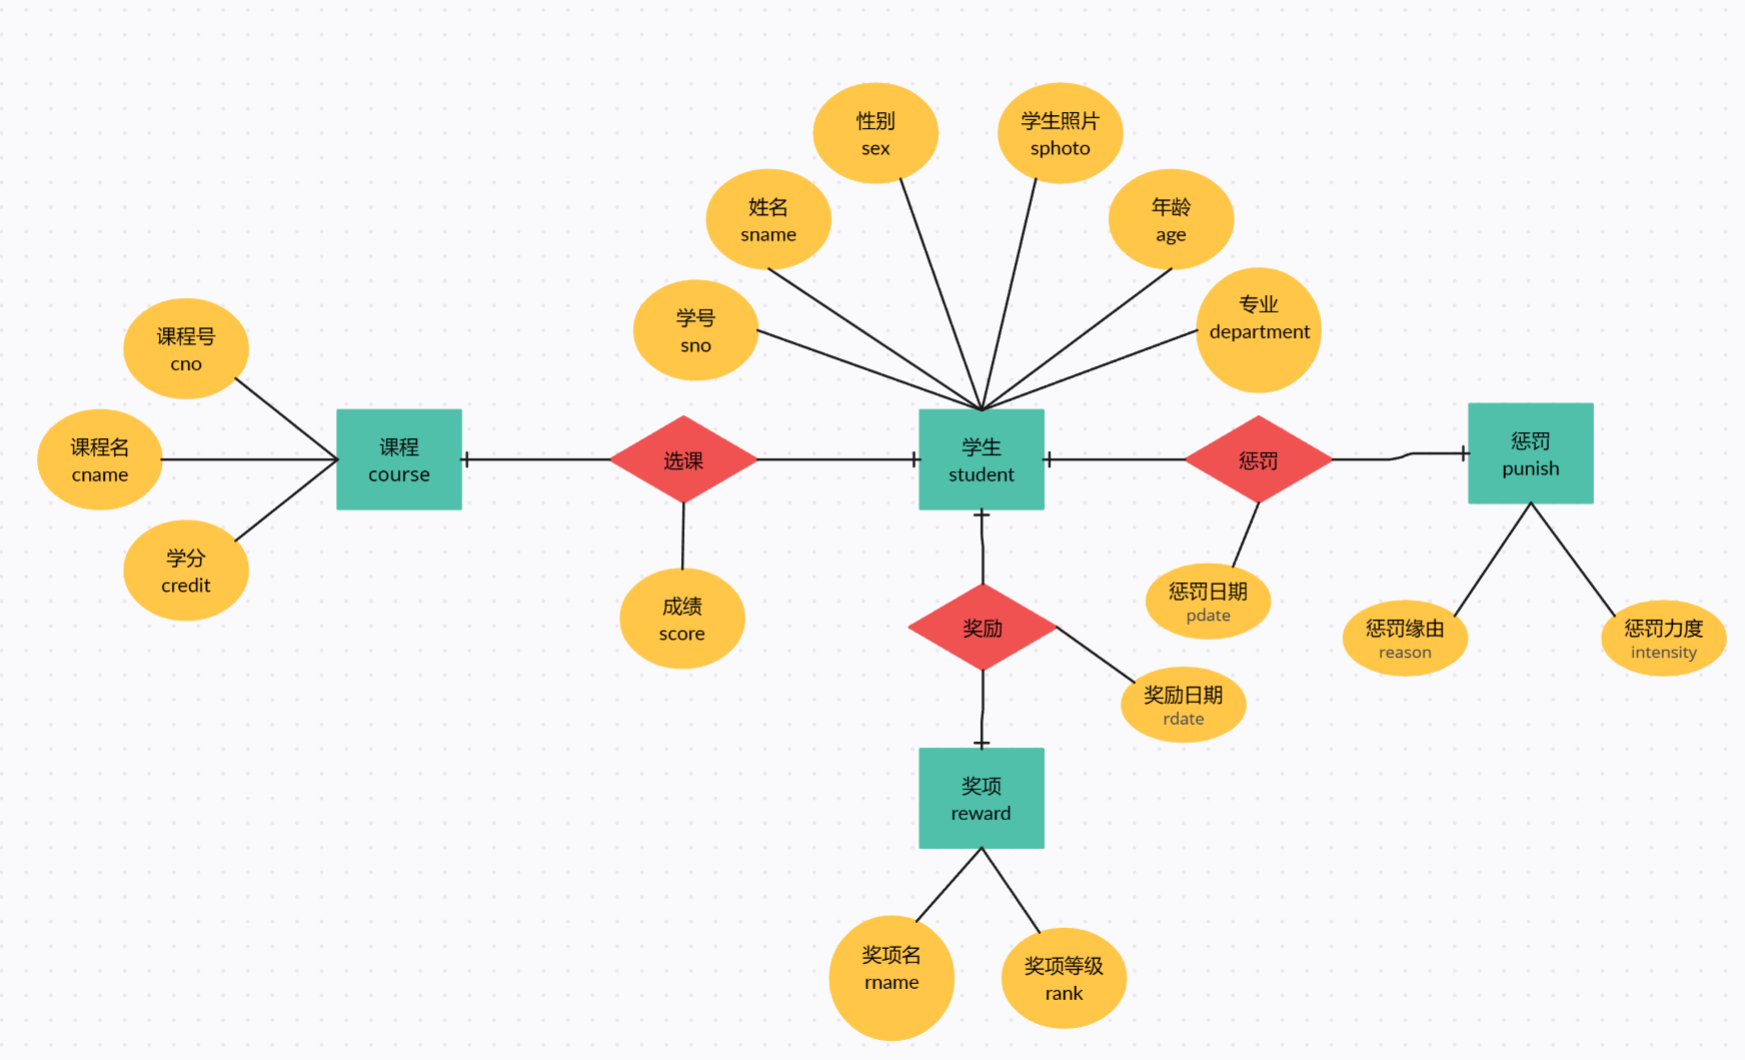 性别
sex
学生照片
sphoto
姓名
sname
年龄
age
学号
sno
专业
department
课程号
cno
课程名
cname
学分
credit
课程
course
选课
成绩
score
学生
student
惩罚
惩罚日期
pdate
惩罚
punish
惩罚缘由
reason
惩罚力度
intensity
奖励
奖励日期
rdate
奖项
reward
奖项名
rname
奖项等级
rank